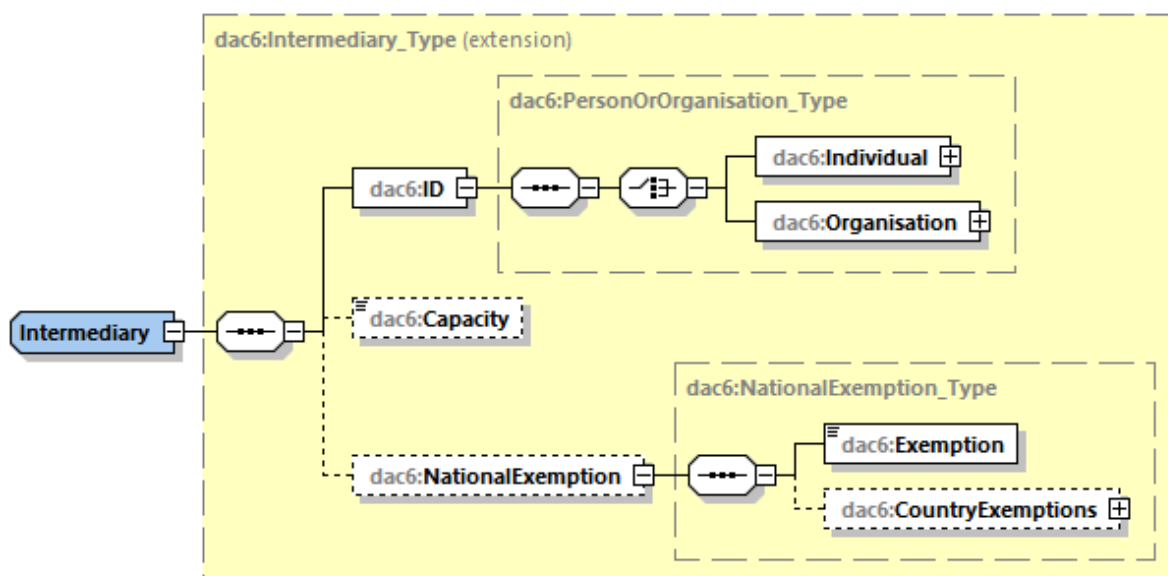 dac6:Intermediary_Type (extension)
dac6:PersonOrOrganisation_Type
dac6:Individual
dac6:ID
dac6:Organisation
Intermediary
dac6:Capacity
dac6:NationalExemption_Type
dac6:Exemption
dac6:NationalExemption
dac6:CountryExemptions